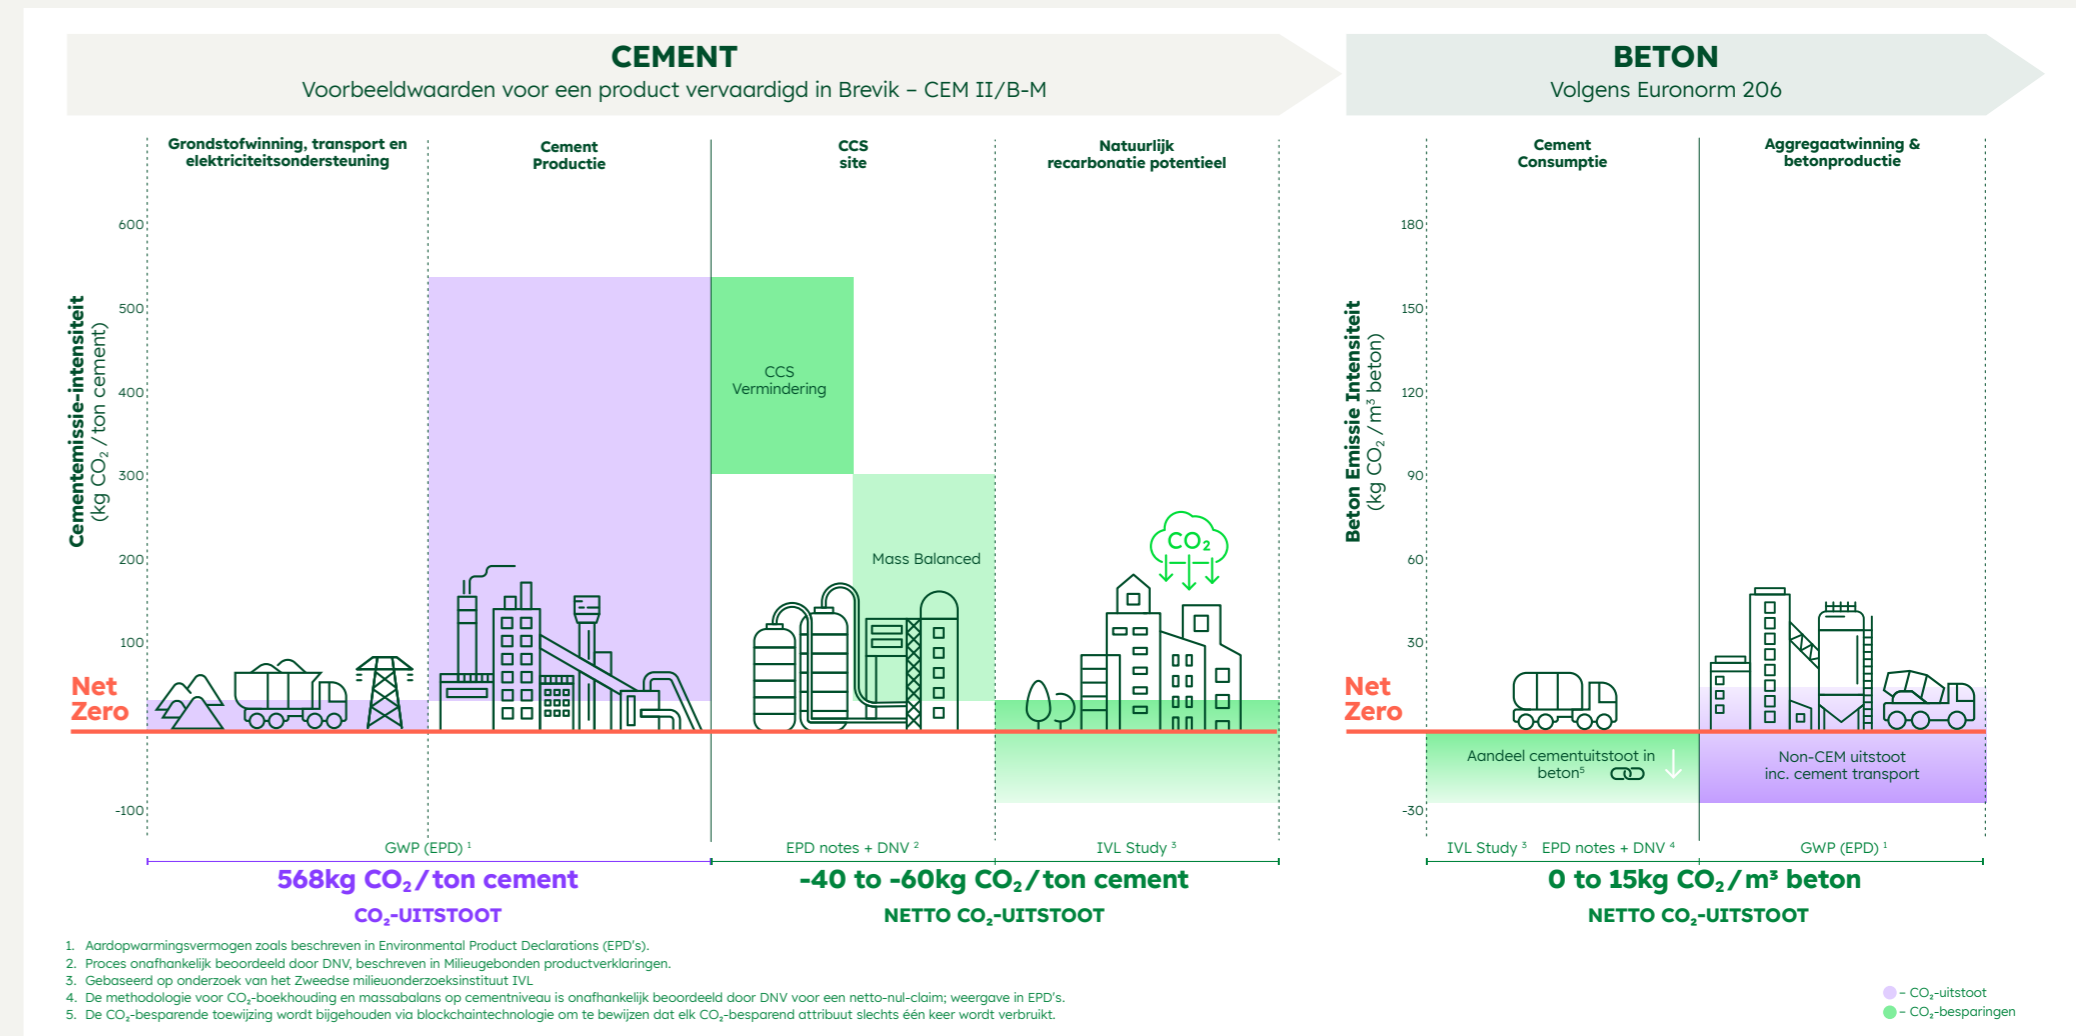 CEMENT
Voorbeeldwaarden voor een product vervaardigd in Brevik – CEM II/B-M
BETON
Volgens Euronorm 206
Grondstofwinning, transport en
elektriciteitsondersteuning
Cement
Productie
CCS
site
Natuurlijk
recarbonatie potentieel
Cement
Consumptie
Aggregaatwinning &
betonproductie
Cementemissie-intensiteit
(kg CO₂ / ton cement)
600
500
400
300
200
100
-100
Net
Zero
CCS
Vermindering
Mass Balanced
CO₂
Beton Emissie Intensiteit
(kg CO₂ / m³ beton)
180
150
120
90
60
30
-30
Net
Zero
Aandeel cementuitstoot in
beton⁵
Non-CEM uitstoot
inc. cement transport
GWP (EPD) ¹
EPD notes + DNV ²
IVL Study ³
IVL Study ³ EPD notes + DNV ⁴
GWP (EPD) ¹
568kg CO₂/ton cement
CO₂-UITSTOOT
-40 to -60kg CO₂/ton cement
NETTO CO₂-UITSTOOT
0 to 15kg CO₂/m³ beton
NETTO CO₂-UITSTOOT
1. Aardopwarmingsvermogen zoals beschreven in Environmental Product Declarations (EPD's).
2. Proces onafhankelijk beoordeeld door DNV, beschreven in Milieugebonden productverklaringen.
3. Gebaseerd op onderzoek van het Zweedse milieuonderzoeksinstituut IVL
4. De methodologie voor CO₂-boekhouding en massabalans op cementniveau is onafhankelijk beoordeeld door DNV voor een netto-nul-claim; weergave in EPD's.
5. De CO₂-besparende toewijzing wordt bijgehouden via blockchaintechnologie om te bewijzen dat elk CO₂-besparend attribuut slechts één keer wordt verbruikt.
– CO₂-uitstoot
– CO₂-besparingen